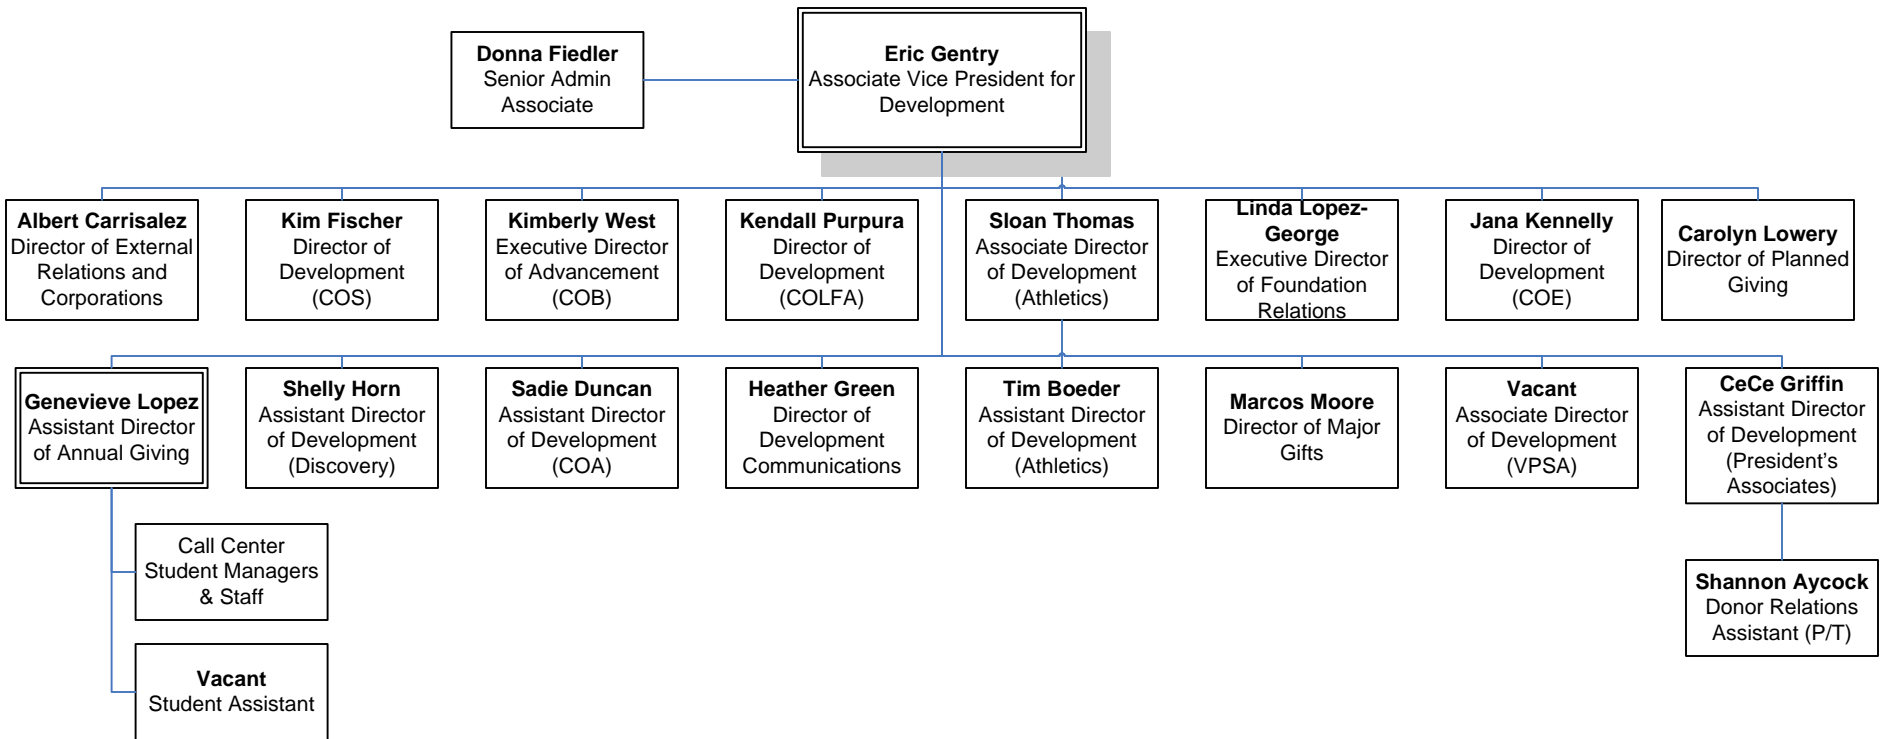 Donna Fiedler
Senior Admin
Associate
Eric Gentry
Associate Vice President for
Development
Albert Carrisalez
Director of External
Relations and
Corporations
Kim Fischer
Director of
Development
(COS)
Kimberly West
Executive Director
of Advancement
(COB)
Kendall Purpura
Director of
Development
(COLFA)
Sloan Thomas
Associate Director
of Development
(Athletics)
Linda Lopez-
George
Executive Director
of Foundation
Relations
Jana Kennelly
Director of
Development
(COE)
Carolyn Lowery
Director of Planned
Giving
Genevieve Lopez
Assistant Director
of Annual Giving
Shelly Horn
Assistant Director
of Development
(Discovery)
Sadie Duncan
Assistant Director
of Development
(COA)
Heather Green
Director of
Development
Communications
Tim Boeder
Assistant Director
of Development
(Athletics)
Marcos Moore
Director of Major
Gifts
Vacant
Associate Director
of Development
(VPSA)
CeCe Griffin
Assistant Director
of Development
(President’s
Associates)
Call Center
Student Managers
& Staff
Shannon Aycock
Donor Relations
Assistant (P/T)
Vacant
Student Assistant